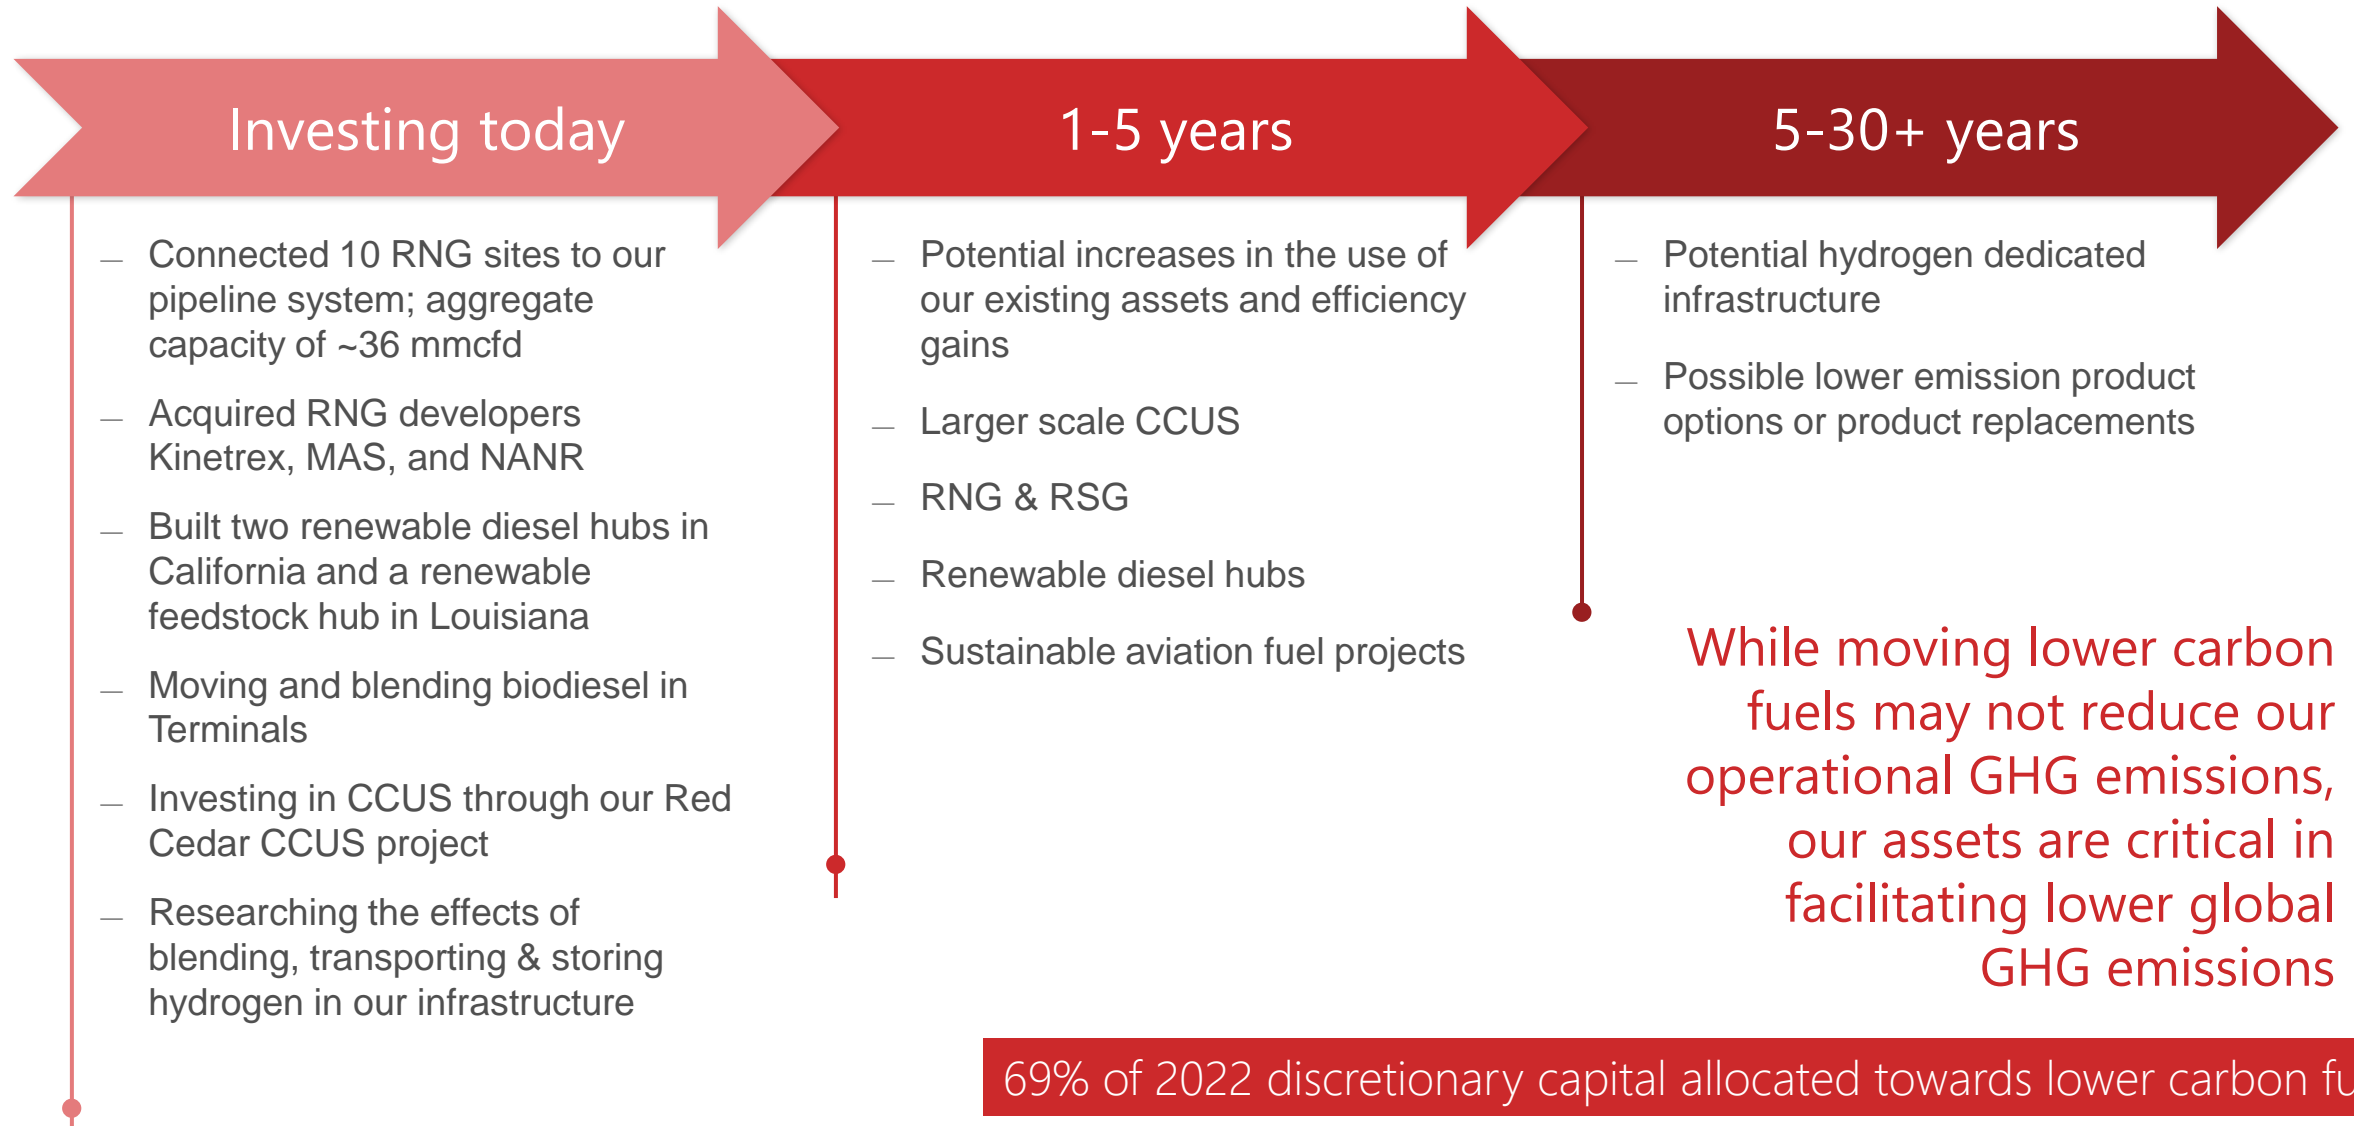 Investing today
1-5 years
5-30+ years
— Connected 10 RNG sites to our
pipeline system; aggregate
capacity of ~36 mmcfd
— Acquired RNG developers
Kinetrex, MAS, and NANR
— Built two renewable diesel hubs in
California and a renewable
feedstock hub in Louisiana
— Moving and blending biodiesel in
Terminals
— Investing in CCUS through our Red
Cedar CCUS project
— Researching the effects of
blending, transporting & storing
hydrogen in our infrastructure
— Potential increases in the use of
our existing assets and efficiency
gains
— Larger scale CCUS
— RNG & RSG
— Renewable diesel hubs
— Sustainable aviation fuel projects
— Potential hydrogen dedicated
infrastructure
— Possible lower emission product
options or product replacements
While moving lower carbon
fuels may not reduce our
operational GHG emissions,
our assets are critical in
facilitating lower global
GHG emissions
69% of 2022 discretionary capital allocated towards lower carbon